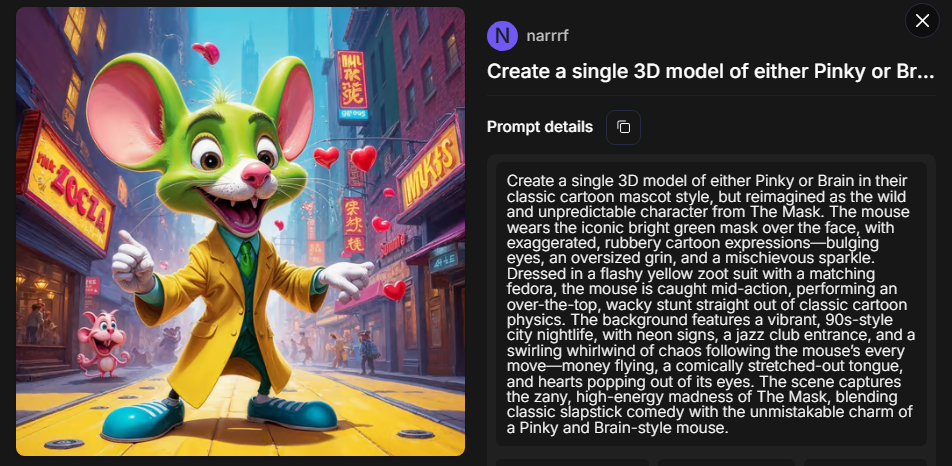 N narrrf
Create a single 3D model of either Pinky or Br...
Prompt details
Create a single 3D model of either Pinky or Brain in their
classic cartoon mascot style, but reimagined as the wild
and unpredictable character from The Mask. The mouse
wears the iconic bright green mask over the face, with
exaggerated, rubbery cartoon expressions—bulging
eyes, an oversized grin, and a mischievous sparkle.
Dressed in a flashy yellow zoot suit with a matching
fedora, the mouse is caught mid-action, performing an
over-the-top, wacky stunt straight out of classic cartoon
physics. The background features a vibrant, 90s-style
city nightlife, with neon signs, a jazz club entrance, and a
swirling whirlwind of chaos following the mouse's every
move—money flying, a comically stretched-out tongue,
and hearts popping out of its eyes. The scene captures
the zany, high-energy madness of The Mask, blending
classic slapstick comedy with the unmistakable charm of
a Pinky and Brain-style mouse.